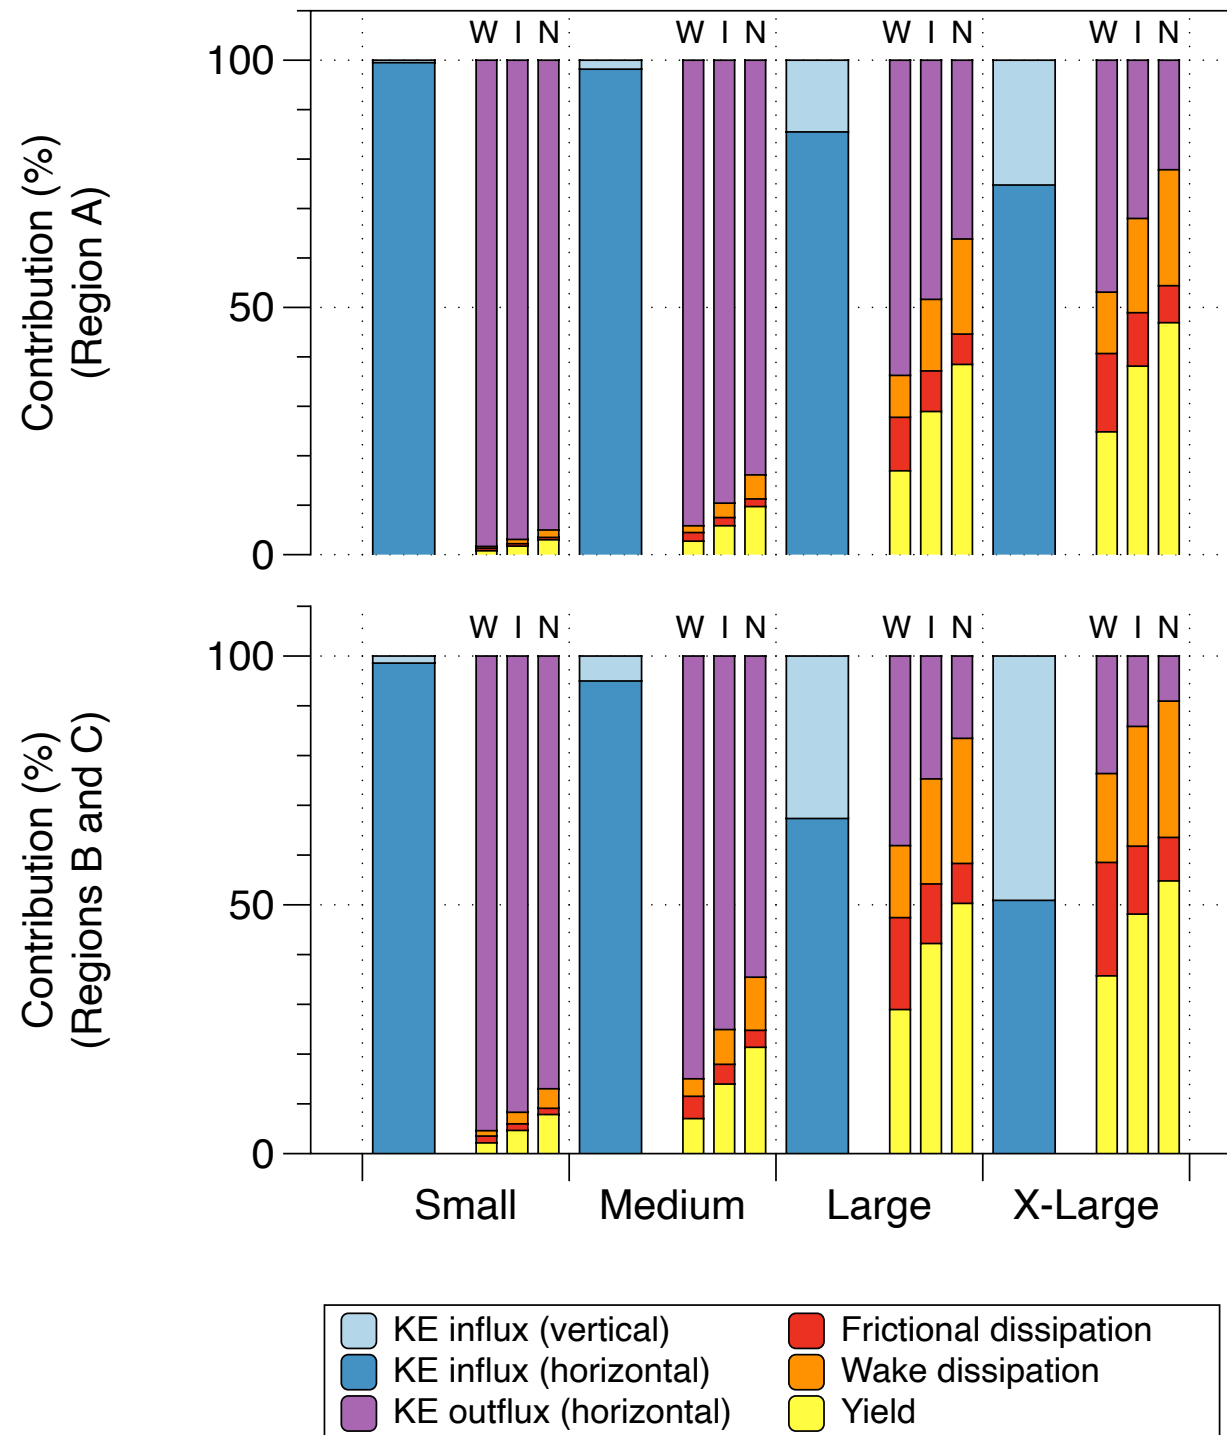 W I N W I N W I N W I N
100
50
0
Contribution (%)
(Region A)
W I N W I N W I N W I N
100
50
0
Contribution (%)
(Regions B and C)
Small Medium Large X-Large
KE influx (vertical) Frictional dissipation
KE influx (horizontal) Wake dissipation
KE outflux (horizontal) Yield